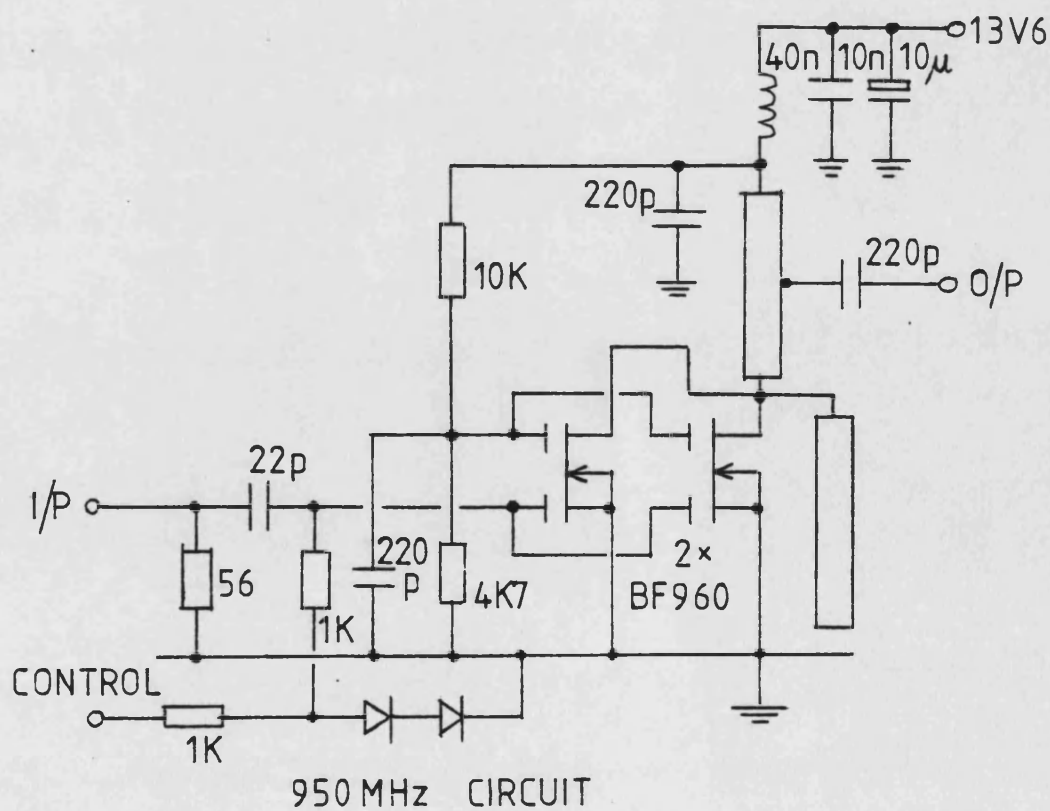 13V6
40n 10n 10µ
220p
220p
O/P
10K
22p
I/P
220
p
56
1K
4K7
2×
BF960
CONTROL
1K
950 MHz CIRCUIT